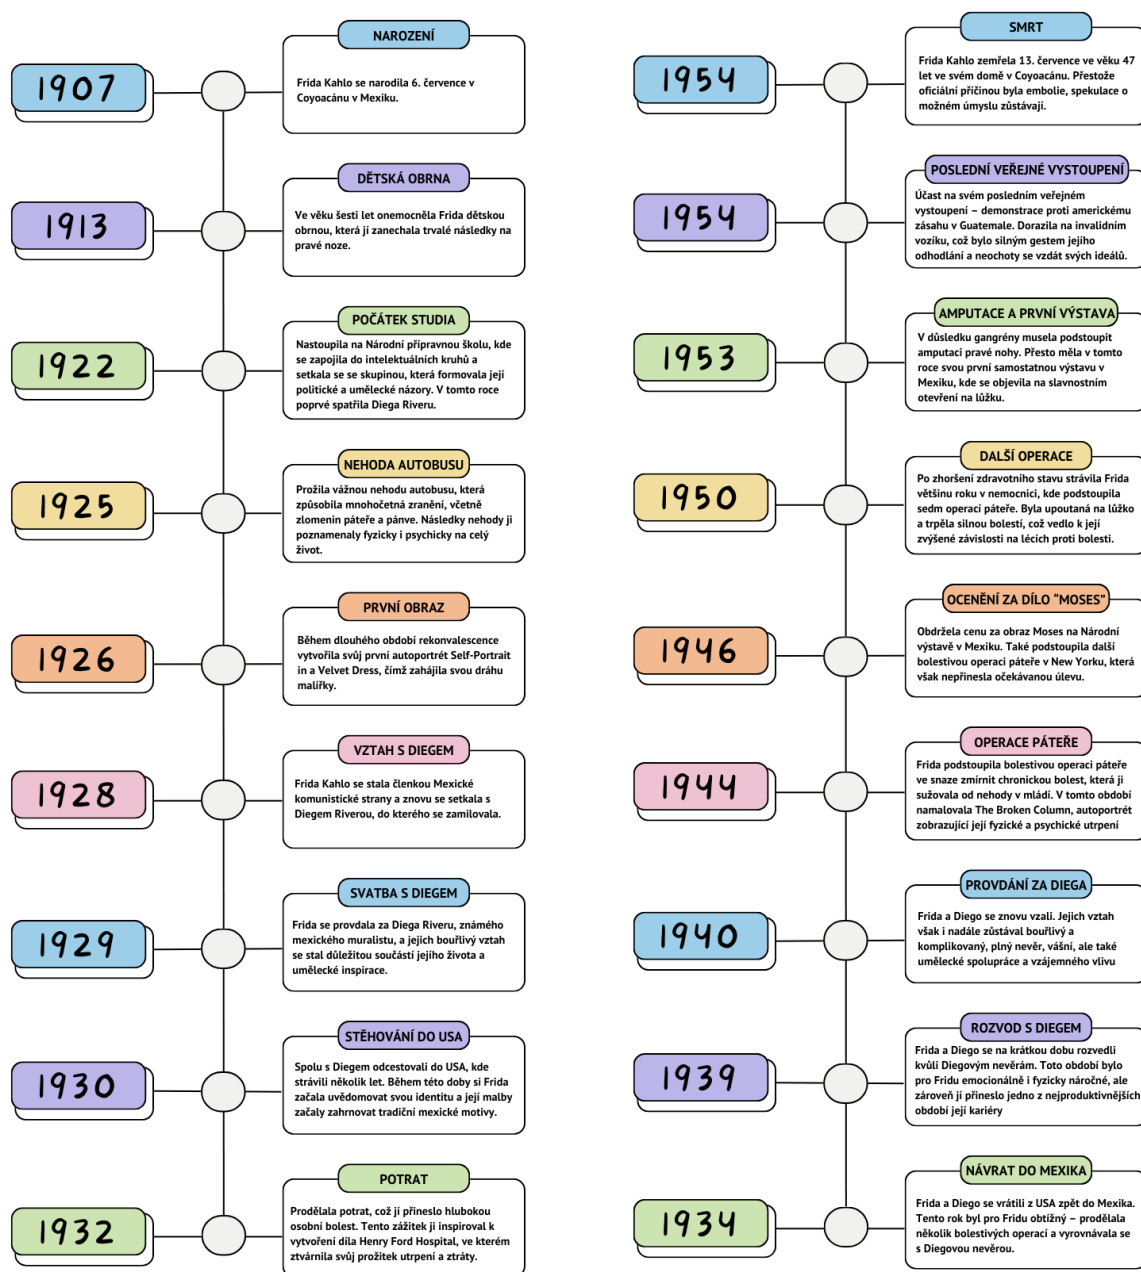 1907
NAROZENÍ
Frida Kahlo se narodila 6. července v
Coyoacánu v Mexiku.
1913
DĚTSKÁ OBRNA
Ve věku šesti let onemocněla Frida dětskou
obrnou, která jí zanechala trvalé následky na
pravé noze.
1922
POČÁTEK STUDIA
Nastoupila na Národní přípravnou školu, kde
se zapojila do intelektuálních kruhů a
setkala se se skupinou, která formovala její
politické a umělecké názory. V tomto roce
poprvé spatřila Diega Riveru.
1925
NEHODA AUTOBUSU
Prožila vážnou nehodu autobusu, která
způsobila mnohočetná zranění, včetně
zlomenin páteře a pánve. Následky nehody ji
poznamenaly fyzicky i psychicky na celý
život.
1926
PRVNÍ OBRAZ
Během dlouhého období rekonvalescence
vytvořila svůj první autoportrét Self-Portrait
in a Velvet Dress, čímž zahájila svou dráhu
malířky.
1928
VZTAH S DIEGEM
Frida Kahlo se stala členkou Mexické
komunistické strany a znovu se setkala s
Diegem Riverou, do kterého se zamilovala.
1929
SVATBA S DIEGEM
Frida se provdala za Diega Riveru, známého
mexického muralistu, a jejich bouřlivý vztah
se stal důležitou součástí jejího života a
umělecké inspirace.
1930
STĚHOVÁNÍ DO USA
Spolu s Diegem odcestovali do USA, kde
strávili několik let. Během této doby si Frida
začala uvědomovat svou identitu a její malby
začaly zahrnovat tradiční mexické motivy.
1932
POTRAT
Prodělala potrat, což jí přineslo hlubokou
osobní bolest. Tento zážitek ji inspiroval k
vytvoření díla Henry Ford Hospital, ve kterém
ztvárnila svůj prožitek utrpení a ztráty.
1954
SMRT
Frida Kahlo zemřela 13. července ve věku 47
let ve svém domě v Coyoacánu. Přestože
oficiální příčinou byla embolie, spekulace o
možném úmyslu zůstávají.
1954
POSLEDNÍ VEŘEJNÉ VYSTOUPENÍ
Účast na svém posledním veřejném
vystoupení – demonstrace proti americkému
zásahu v Guatemale. Dorazila na invalidním
vozíku, což bylo silným gestem jejího
odhodlání a neochoty se vzdát svých ideálů.
1953
AMPUTACE A PRVNÍ VÝSTAVA
V důsledku gangrény musela podstoupit
amputaci pravé nohy. Přesto měla v tomto
roce svou první samostatnou výstavu v
Mexiku, kde se objevila na slavnostním
otevření na lůžku.
1950
DALŠÍ OPERACE
Po zhoršení zdravotního stavu strávila Frida
většinu roku v nemocnici, kde podstoupila
sedm operací páteře. Byla upoutaná na lůžko
a trpěla silnou bolestí, což vedlo k její
zvýšené závislosti na lécích proti bolesti.
1946
OCENĚNÍ ZA DÍLO "MOSES"
Obdržela cenu za obraz Moses na Národní
výstavě v Mexiku. Také podstoupila další
bolestivou operaci páteře v New Yorku, která
však nepřinesla očekávanou úlevu.
1944
OPERACE PÁTEŘE
Frida podstoupila bolestivou operaci páteře
ve snaze zmírnit chronickou bolest, která ji
sužovala od nehody v mládí. V tomto období
namalovala The Broken Column, autoportrét
zobrazující její fyzické a psychické utrpení
1940
PROVDÁNÍ ZA DIEGA
Frida a Diego se znovu vzali. Jejich vztah
však i nadále zůstával bouřlivý a
komplikovaný, plný nevěr, vášní, ale také
umělecké spolupráce a vzájemného vlivu
1939
ROZVOD S DIEGEM
Frida a Diego se na krátkou dobu rozvedli
kvůli Diegovým nevěrám. Toto období bylo
pro Fridu emocionálně i fyzicky náročné, ale
zároveň jí přineslo jedno z nejproduktivnějších
období její kariéry
1934
NÁVRAT DO MEXIKA
Frida a Diego se vrátili z USA zpět do Mexika.
Tento rok byl pro Fridu obtížný – prodělala
několik bolestivých operací a vyrovnávala se
s Diegovou nevěrou.